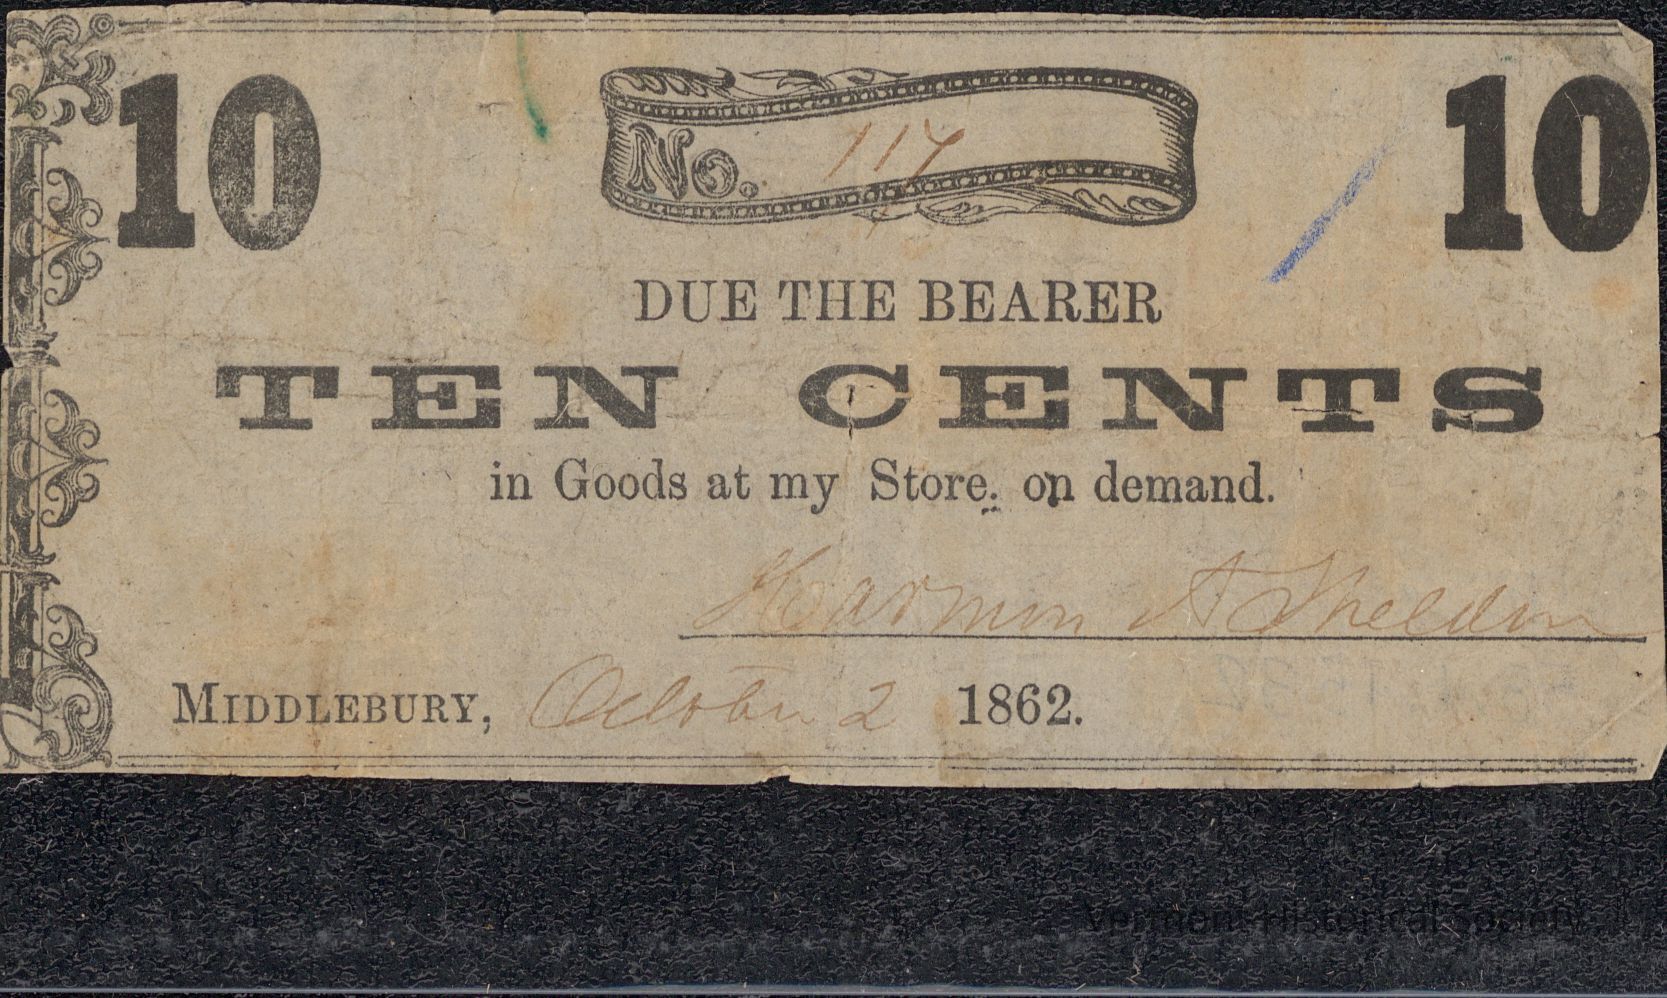 10 No. 117 10
DUE THE BEARER
TEN CENTS
in Goods at my Store. on demand.
Harmon A Sheldon
MIDDLEBURY, October 2 1862.
Vermont Historical Society